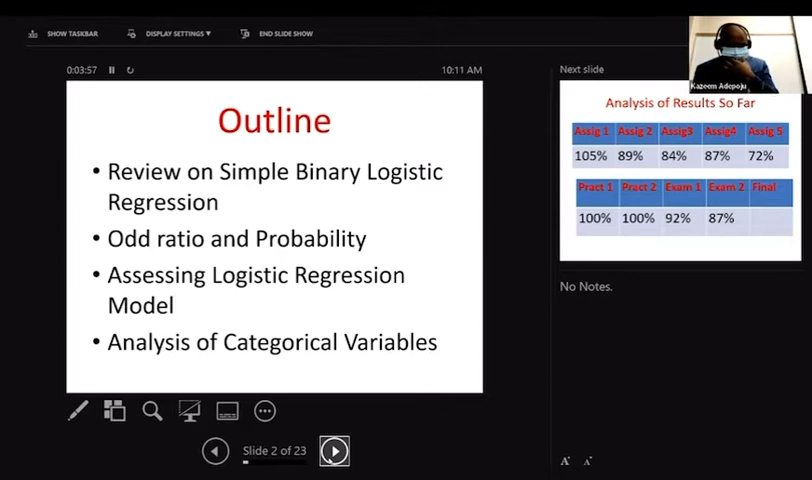 SHOW TASKBAR
DISPLAY SETTINGS ▼
END SLIDE SHOW
0:03:57
10:11 AM
Outline
• Review on Simple Binary Logistic
Regression
• Odd ratio and Probability
• Assessing Logistic Regression
Model
• Analysis of Categorical Variables
Slide 2 of 23
Next slide
Kazeem Adepoju
Analysis of Results So Far
Assig 1 Assig 2 Assig3 Assig4 Assig 5
105% 89% 84% 87% 72%
Pract 1 Pract 2 Exam 1 Exam 2 Final
100% 100% 92% 87%
No Notes.
A A